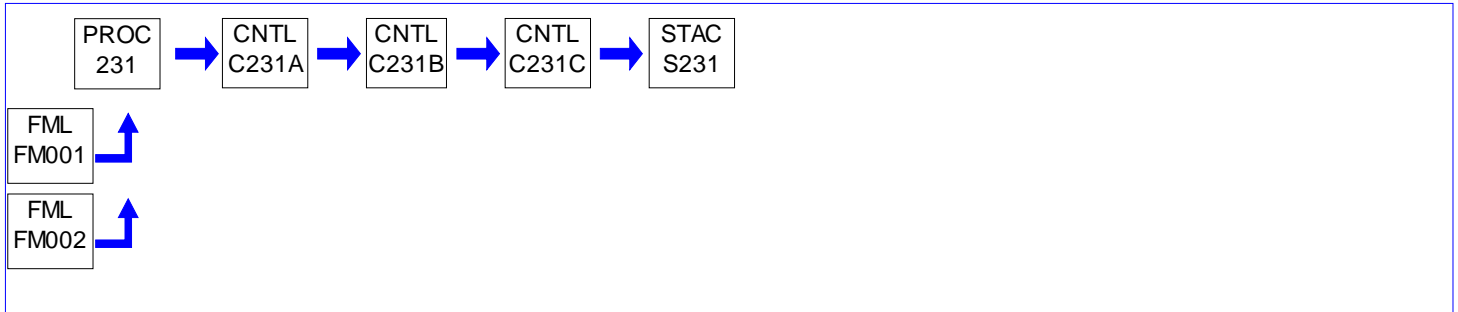 PROC
231
CNTL
C231A
CNTL
C231B
CNTL
C231C
STAC
S231
FML
FM001
FML
FM002